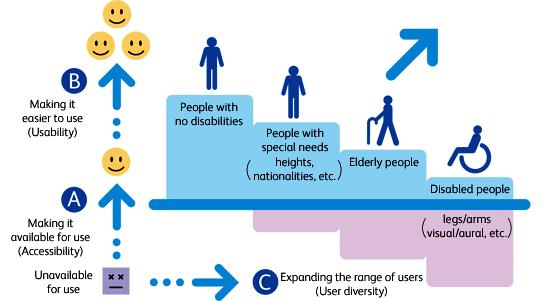 B
Making it
easier to use
(Usability)
A
Making it
available for use
(Accessibility)
Unavailable
for use
People with
no disabilities
People with
special needs
(heights,
nationalities, etc.)
Elderly people
Disabled people
(legs/arms
visual/aural, etc.)
C Expanding the range of users
(User diversity)